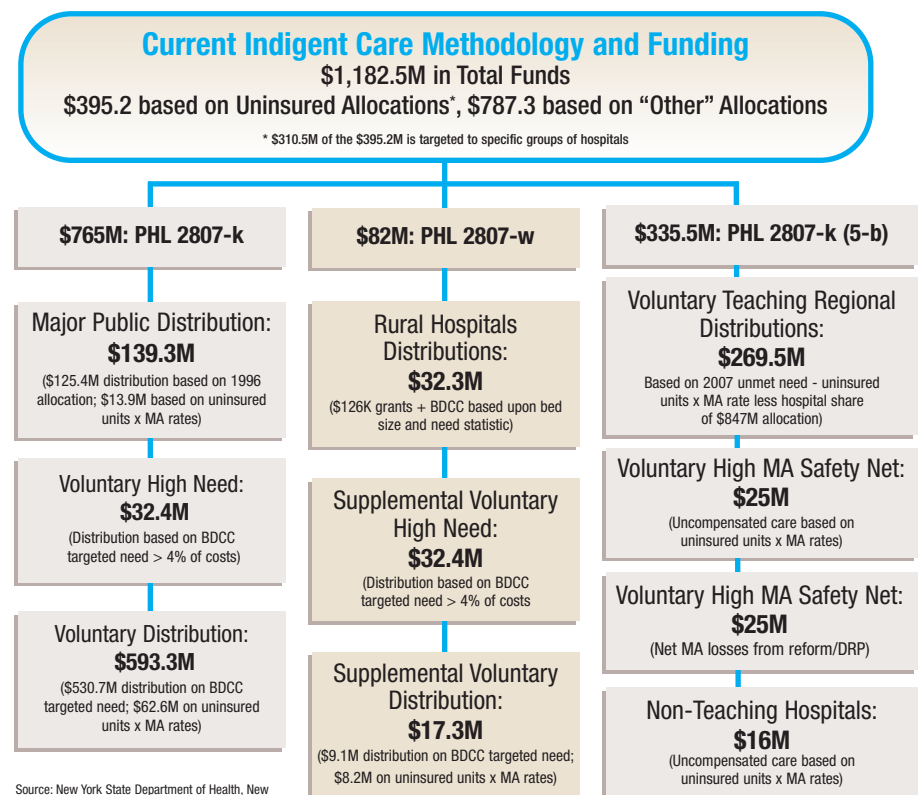 Current Indigent Care Methodology and Funding
$1,182.5M in Total Funds
$395.2 based on Uninsured Allocations*, $787.3 based on “Other” Allocations
* $310.5M of the $395.2M is targeted to specific groups of hospitals
$765M: PHL 2807-k
Major Public Distribution:
$139.3M
($125.4M distribution based on 1996
allocation; $13.9M based on uninsured
units x MA rates)
Voluntary High Need:
$32.4M
(Distribution based on BDCC
targeted need > 4% of costs)
Voluntary Distribution:
$593.3M
($530.7M distribution on BDCC
targeted need; $62.6M on uninsured
units x MA rates)
$82M: PHL 2807-w
Rural Hospitals
Distributions:
$32.3M
($126K grants + BDCC based upon bed
size and need statistic)
Supplemental Voluntary
High Need:
$32.4M
(Distribution based on BDCC
targeted need > 4% of costs
Supplemental Voluntary
Distribution:
$17.3M
($9.1M distribution on BDCC targeted need;
$8.2M on uninsured units x MA rates)
$335.5M: PHL 2807-k (5-b)
Voluntary Teaching Regional
Distributions:
$269.5M
Based on 2007 unmet need - uninsured
units x MA rate less hospital share
of $847M allocation)
Voluntary High MA Safety Net:
$25M
(Uncompensated care based on
uninsured units x MA rates)
Voluntary High MA Safety Net:
$25M
(Net MA losses from reform/DRP)
Non-Teaching Hospitals:
$16M
(Uncompensated care based on
uninsured units x MA rates)
Source: New York State Department of Health, New